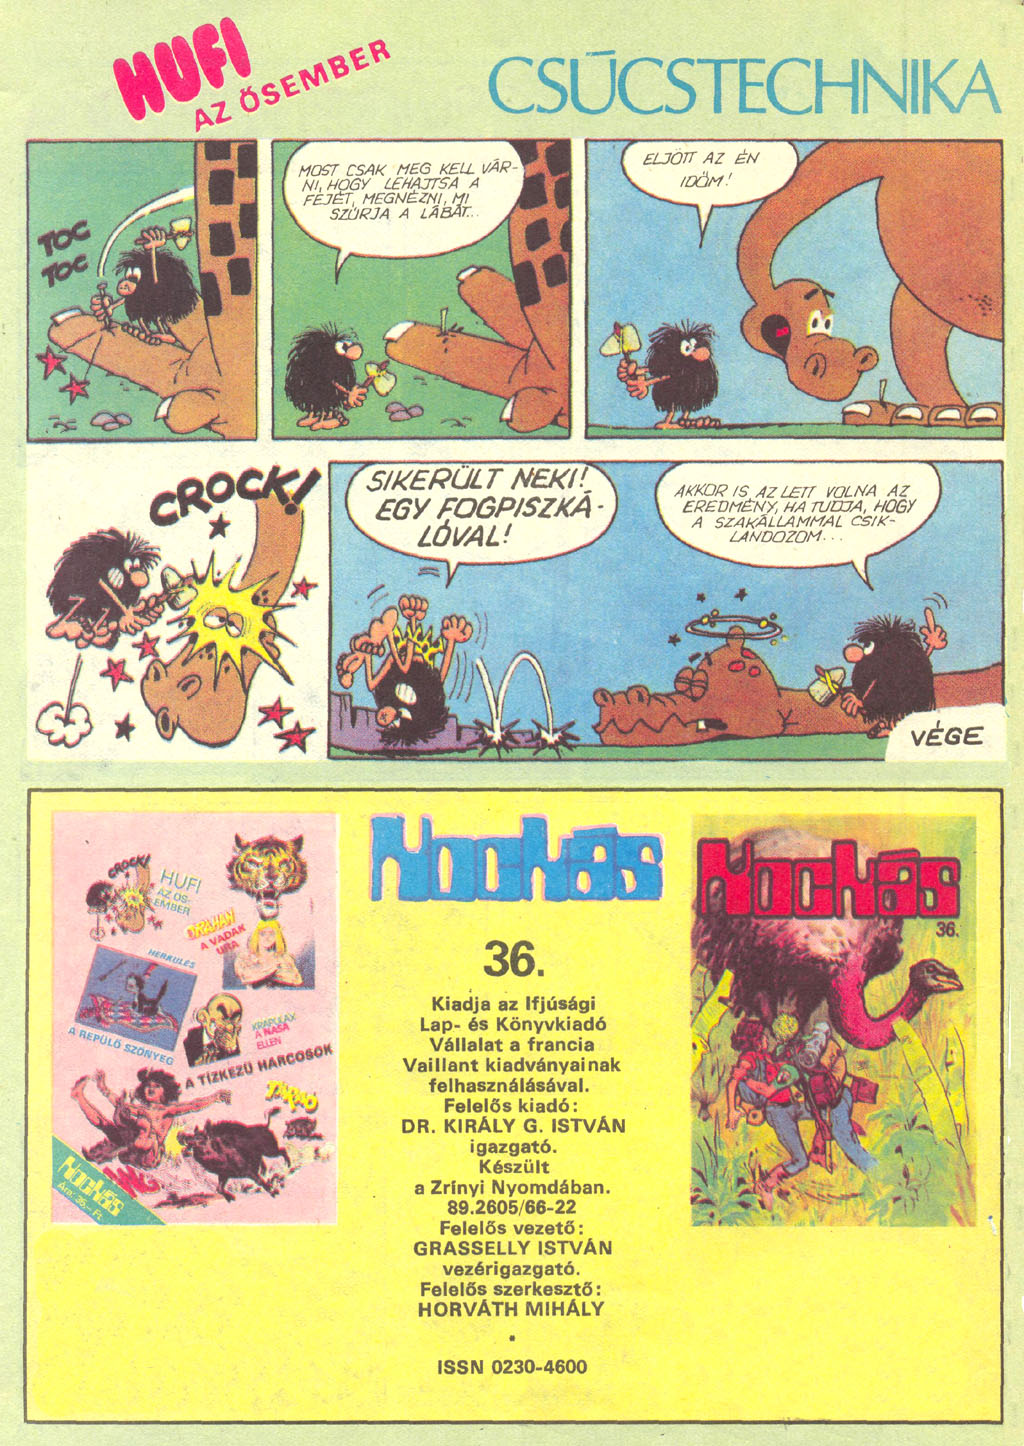 HUFI
AZ ŐSEMBER
CSÚCSTECHNIKA
TOC
TOC
MOST CSAK MEG KELL VÁR-
NI, HOGY LEHAJTSA A
FEJÉT, MEGNÉZNI, MI
SZÚRJA A LÁBÁT...
ELJÖTT AZ ÉN
IDŐM!
CROCK!
SIKERÜLT NEKI!
EGY FOGPISZKÁ-
LÓVAL!
AKKOR IS AZ LETT VOLNA AZ
EREDMÉNY, HA TUDJA, HOGY
A SZAKÁLLAMMAL CSIK-
LANDOZOM...
VÉGE
CROCK!
HUFI
AZ ŐS-
EMBER
DRAHAN
A VADAK
URA
HERKULES
A REPÜLŐ SZŐNYEG
KRAPULAX
A NASA
ELLEN
A TÍZKEZŰ HARCOSOK
TARAO
KOCKÁS
Ára: 35,- Ft
KOCKÁS
36.
Kiadja az Ifjúsági
Lap- és Könyvkiadó
Vállalat a francia
Vaillant kiadványainak
felhasználásával.
Felelős kiadó:
DR. KIRÁLY G. ISTVÁN
igazgató.
Készült
a Zrínyi Nyomdában.
89.2605/66-22
Felelős vezető:
GRASSELLY ISTVÁN
vezérigazgató.
Felelős szerkesztő:
HORVÁTH MIHÁLY
ISSN 0230-4600
KOCKÁS
36.